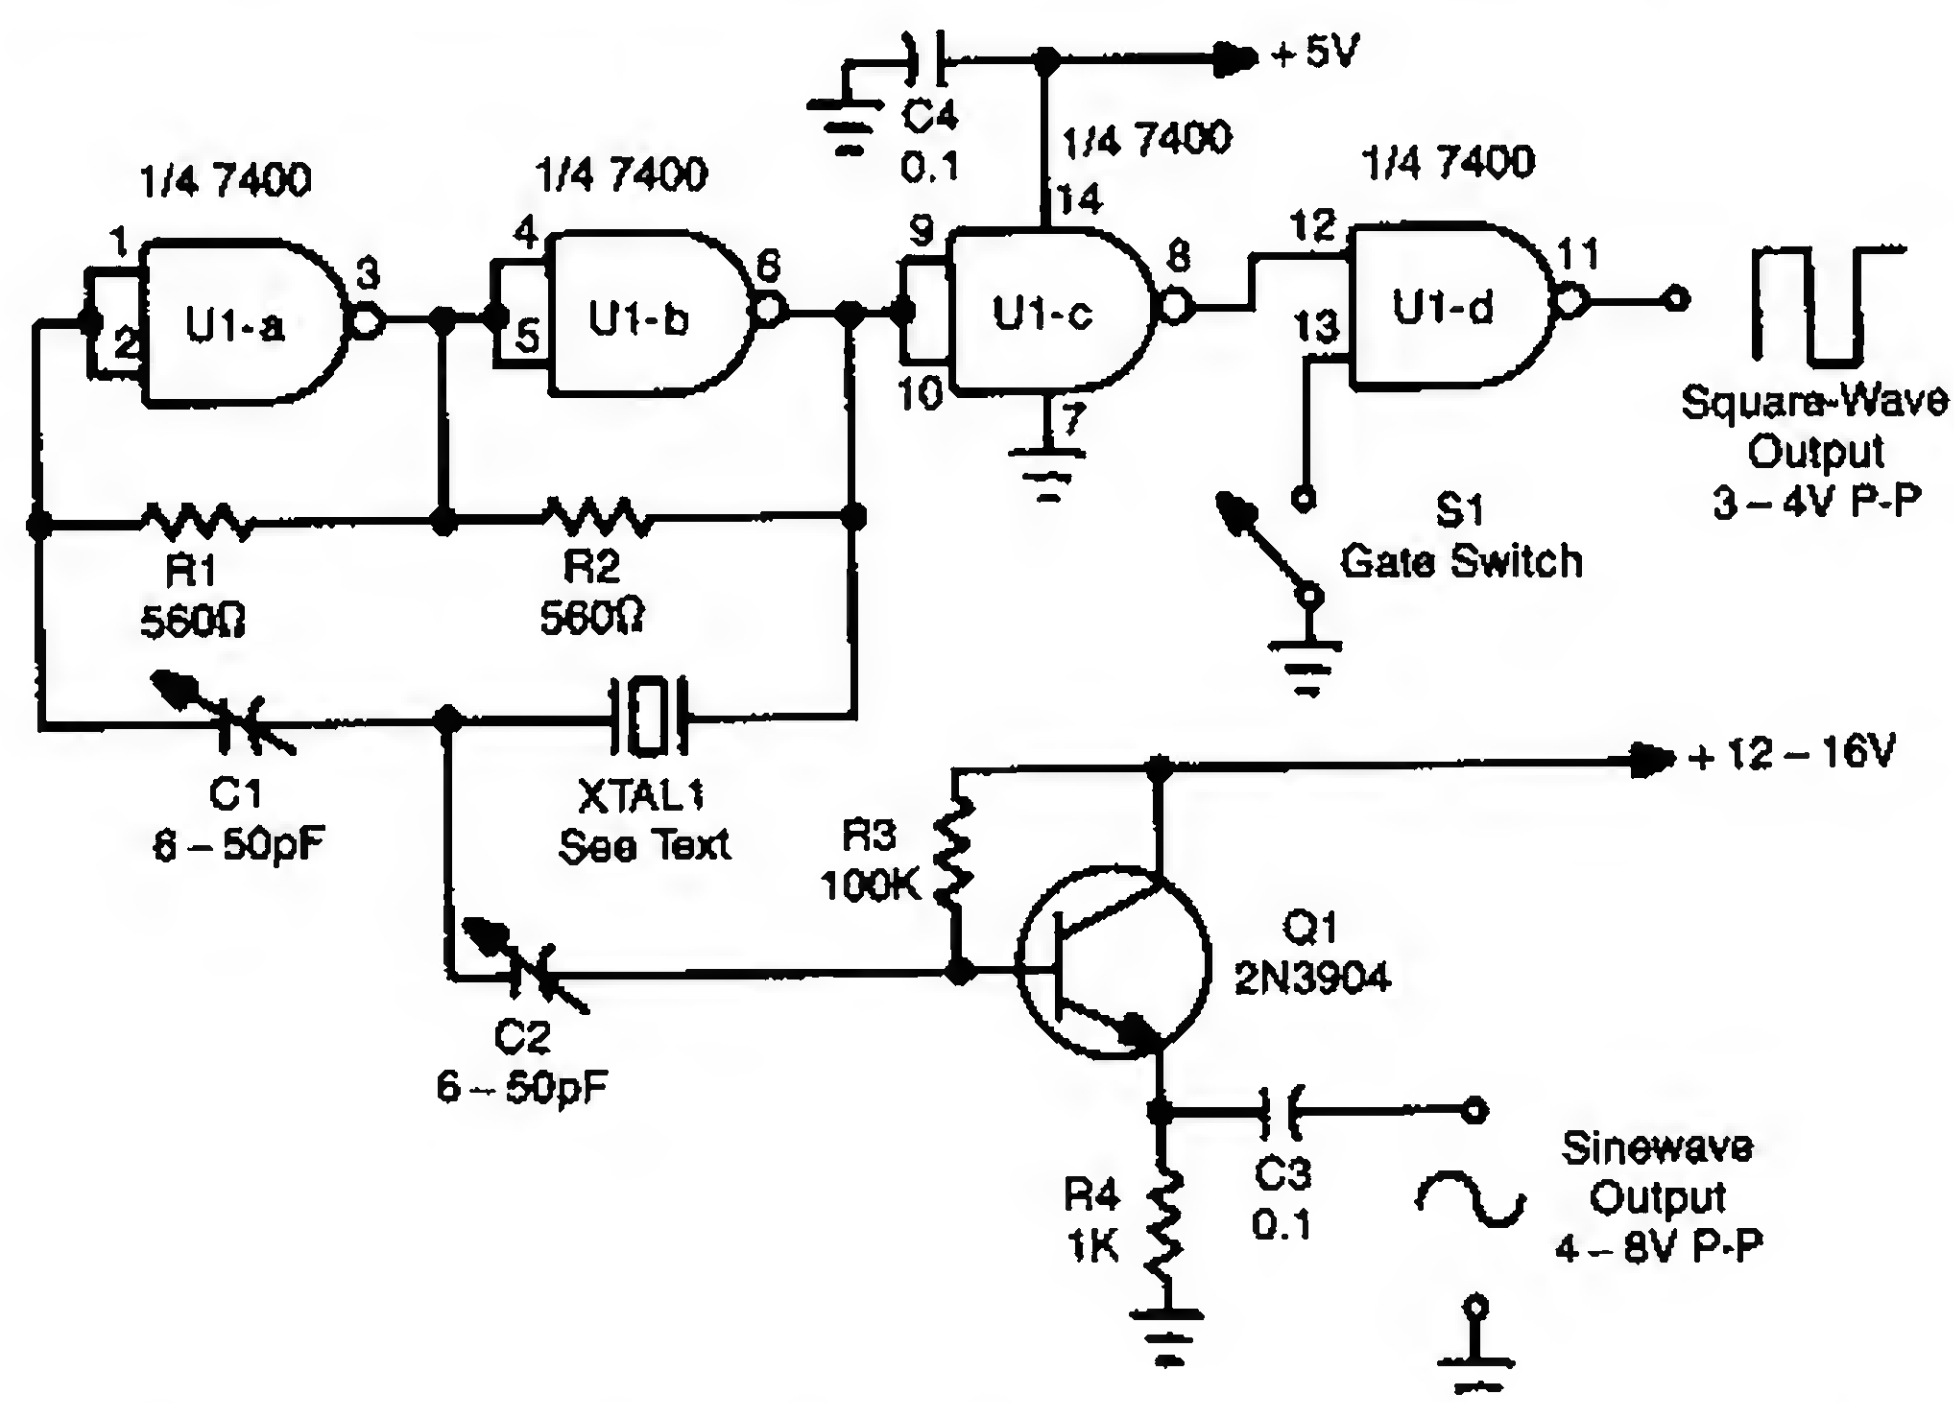 + 5V
C4
0.1
1/4 7400
1/4 7400
1/4 7400
1/4 7400
14
1
2
3
U1-a
4
5
6
U1-b
9
10
8
U1-c
7
12
13
11
U1-d
Square-Wave
Output
3 – 4V P-P
S1
Gate Switch
R1
560Ω
R2
560Ω
C1
6 – 50pF
XTAL1
See Text
+ 12 – 16V
R3
100K
Q1
2N3904
C2
6 – 50pF
R4
1K
C3
0.1
Sinewave
Output
4 – 8V P-P